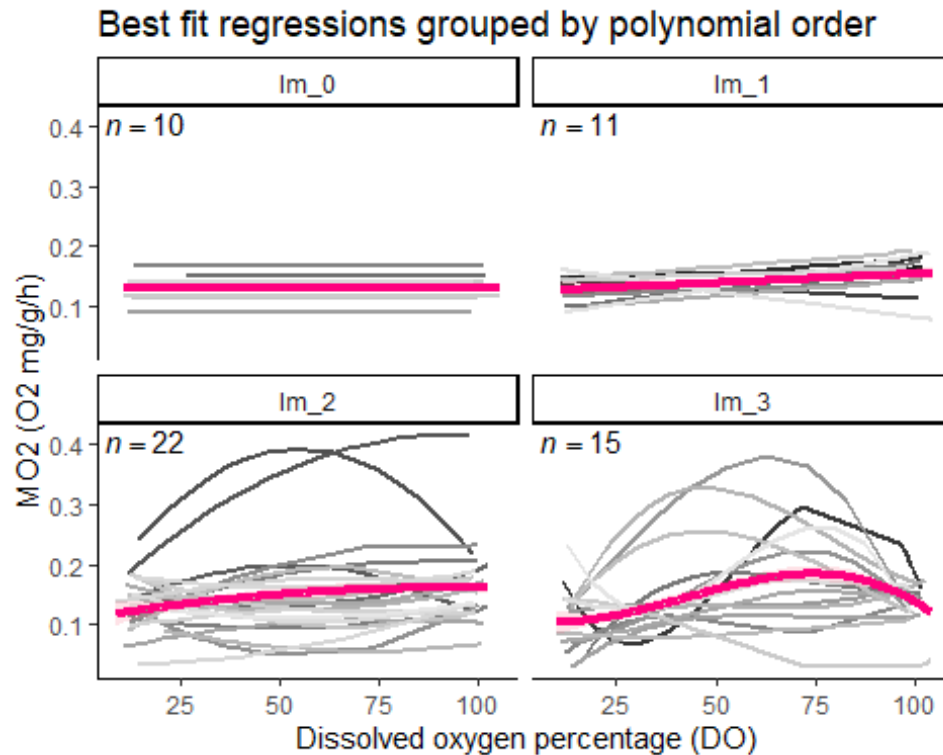 Best fit regressions grouped by polynomial order
lm_0
lm_1
n = 10
n = 11
0.4
0.3
0.2
0.1
lm_2
lm_3
n = 22
n = 15
0.4
0.3
0.2
0.1
MO2 (O2 mg/g/h)
25
50
75
100
25
50
75
100
Dissolved oxygen percentage (DO)